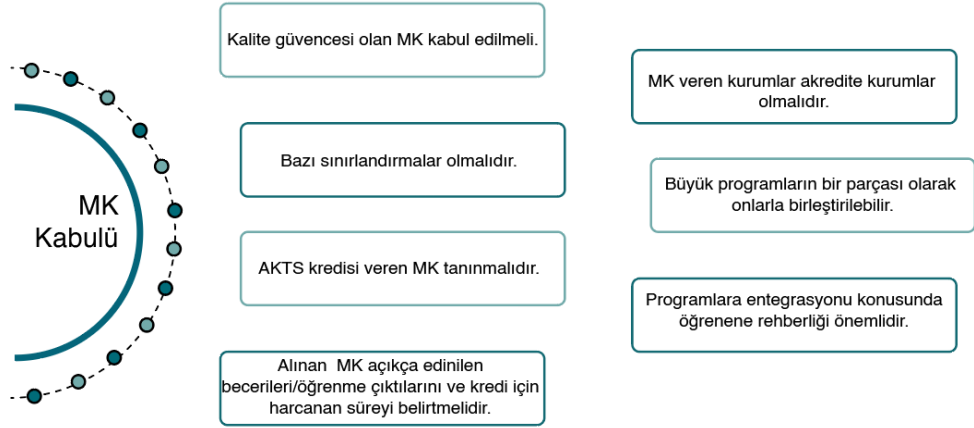 MK
Kabulü
Kalite güvencesi olan MK kabul edilmeli.
Bazı sınırlandırmalar olmalıdır.
AKTS kredisi veren MK tanınmalıdır.
Alınan  MK açıkça edinilen
becerileri/öğrenme çıktılarını ve kredi için
harcanan süreyi belirtmelidir.
MK veren kurumlar akredite kurumlar
olmalıdır.
Büyük programların bir parçası olarak
onlarla birleştirilebilir.
Programlara entegrasyonu konusunda
öğrenene rehberliği önemlidir.